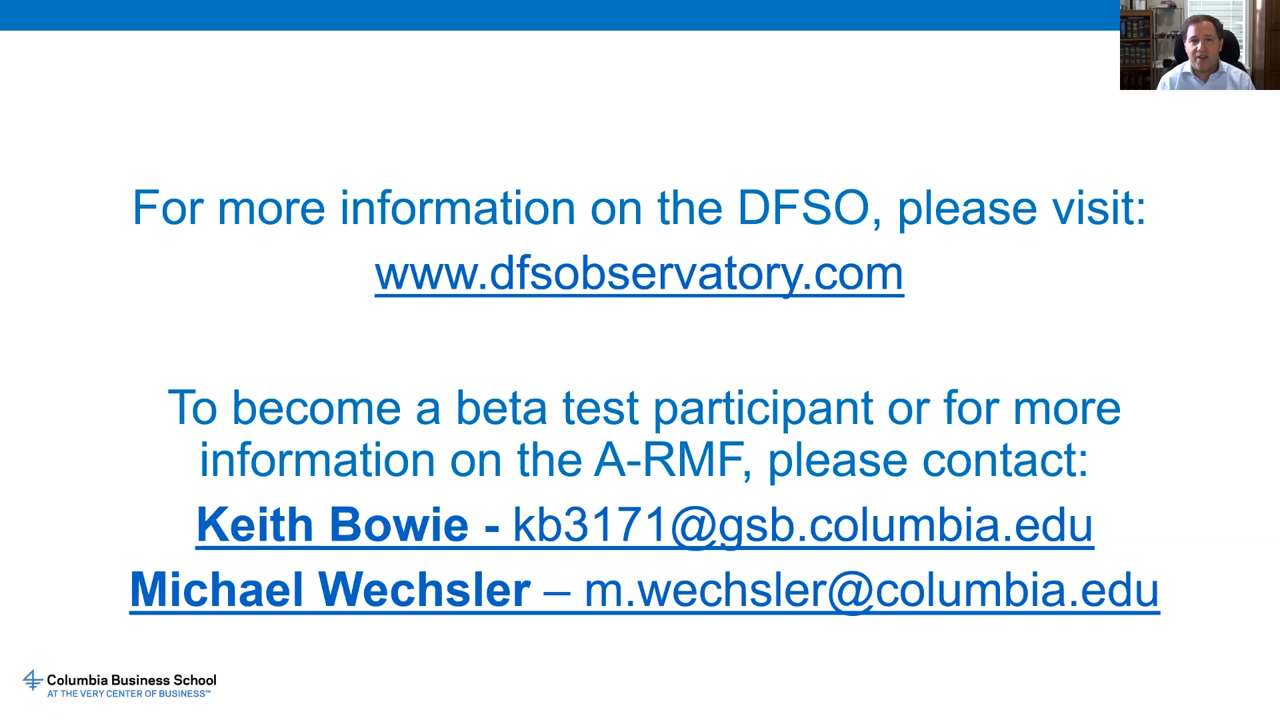 For more information on the DFSO, please visit:
www.dfsobservatory.com
To become a beta test participant or for more
information on the A-RMF, please contact:
Keith Bowie - kb3171@gsb.columbia.edu
Michael Wechsler – m.wechsler@columbia.edu
Columbia Business School
AT THE VERY CENTER OF BUSINESS™